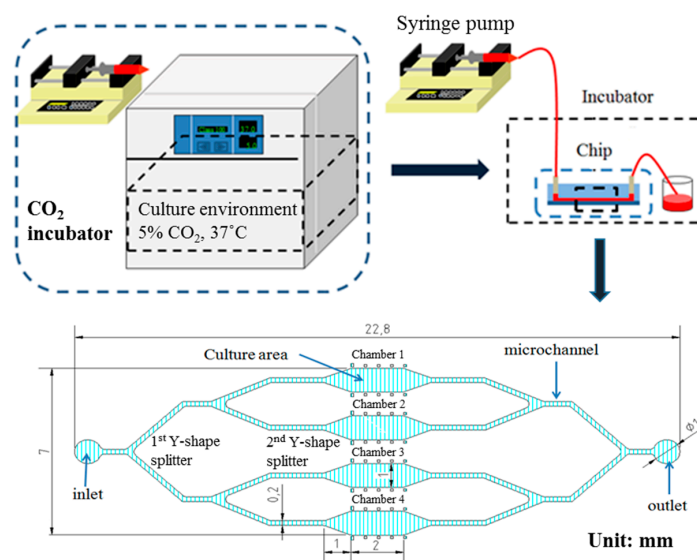 Syringe pump
Incubator
Chip
CO₂
incubator
Culture environment
5% CO₂, 37˚C
22,8
Chamber 1
Culture area
microchannel
Chamber 2
7
1st Y-shape
splitter
2nd Y-shape
splitter
Chamber 3
1
inlet
0,2
Chamber 4
outlet
1
2
Unit: mm